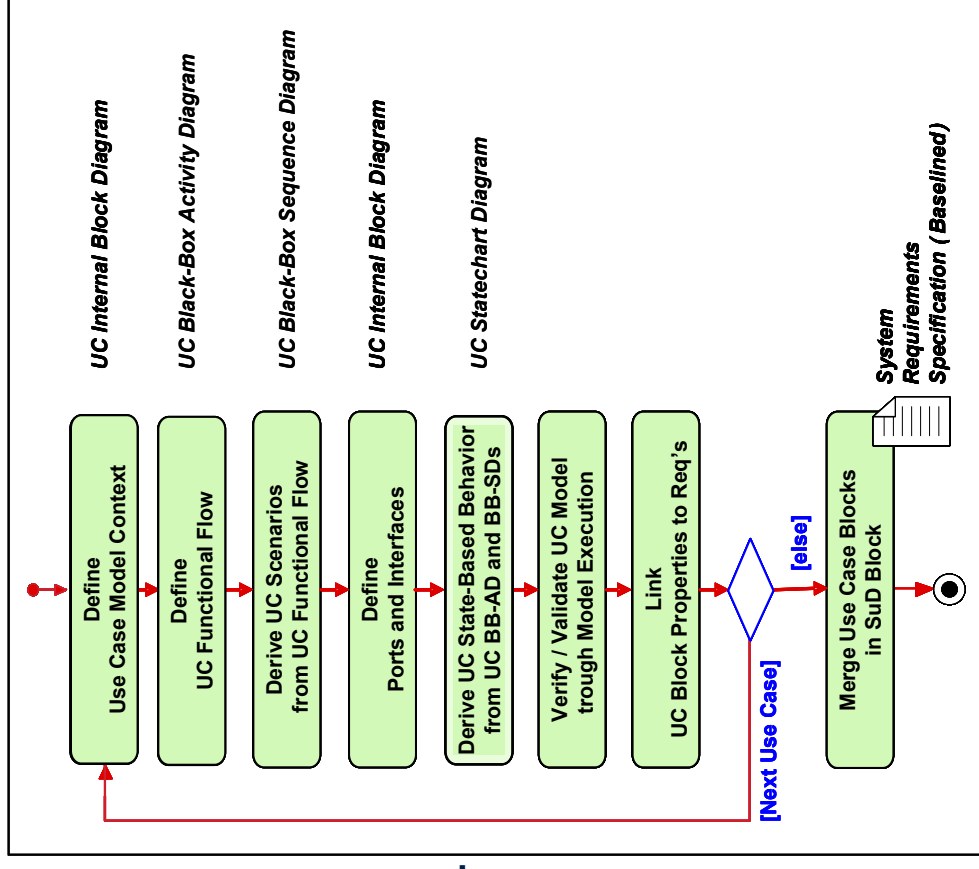 Define
Use Case Model Context
UC Internal Block Diagram
Define
UC Functional Flow
UC Black-Box Activity Diagram
Derive UC Scenarios
from UC Functional Flow
UC Black-Box Sequence Diagram
Define
Ports and Interfaces
UC Internal Block Diagram
Derive UC State-Based Behavior
from UC BB-AD and BB-SDs
UC Statechart Diagram
Verify / Validate UC Model
trough Model Execution
Link
UC Block Properties to Req's
[Next Use Case]
[else]
Merge Use Case Blocks
in SuD Block
System
Requirements
Specification ( Baselined)